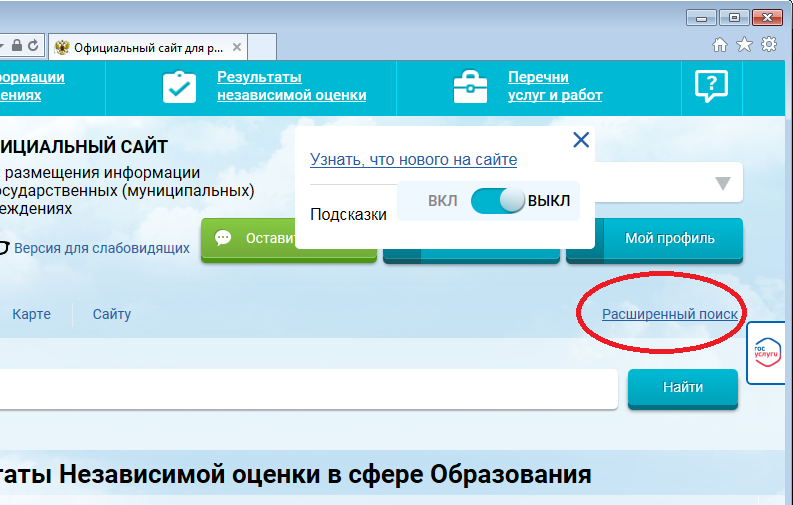 Официальный сайт для р...
ормации
ениях
Результаты
независимой оценки
Перечни
услуг и работ
?
ИЦИАЛЬНЫЙ САЙТ
размещения информации
осударственных (муниципальных)
еждениях
Узнать, что нового на сайте
Подсказки
ВКЛ
ВЫКЛ
Версия для слабовидящих
Остави
Мой профиль
Карте
Сайту
Расширенный поиск
гос
услуги
Найти
таты Независимой оценки в сфере Образования